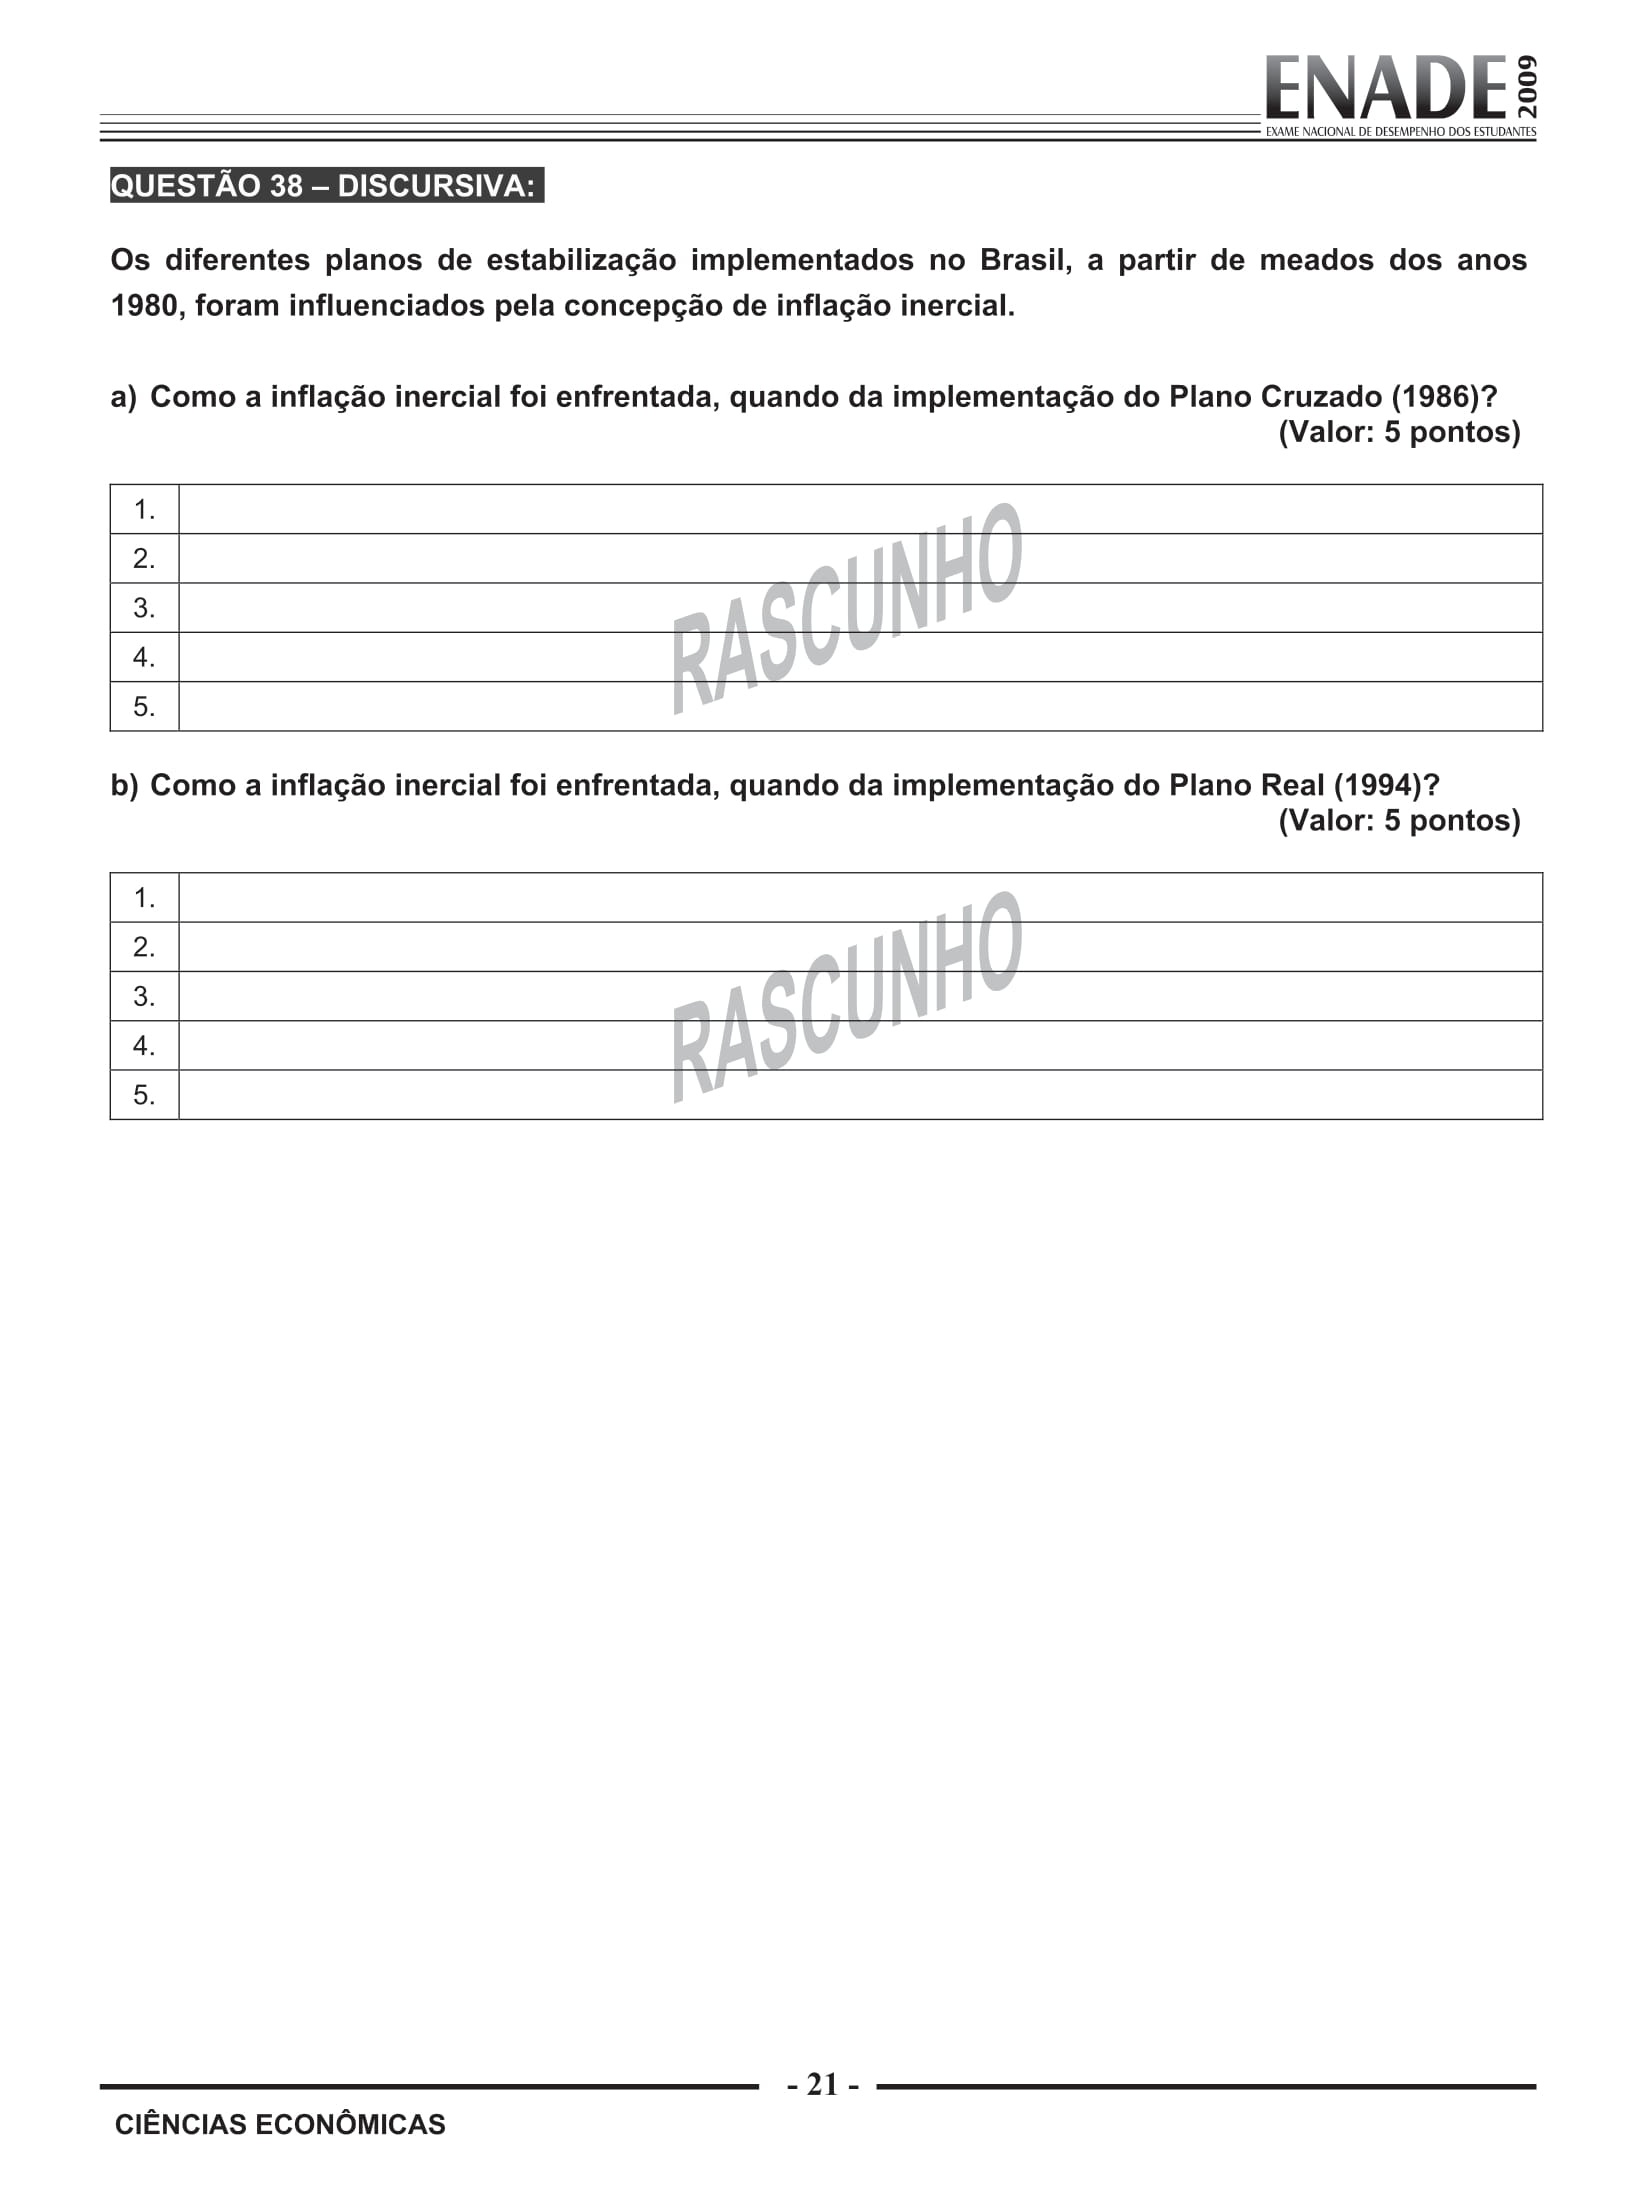 ENADE 2009
EXAME NACIONAL DE DESEMPENHO DOS ESTUDANTES
QUESTÃO 38 – DISCURSIVA:
Os diferentes planos de estabilização implementados no Brasil, a partir de meados dos anos
1980, foram influenciados pela concepção de inflação inercial.
a) Como a inflação inercial foi enfrentada, quando da implementação do Plano Cruzado (1986)?
(Valor: 5 pontos)
1.
2.
3.
4.
5.
RASCUNHO
b) Como a inflação inercial foi enfrentada, quando da implementação do Plano Real (1994)?
(Valor: 5 pontos)
1.
2.
3.
4.
5.
RASCUNHO
- 21 -
CIÊNCIAS ECONÔMICAS